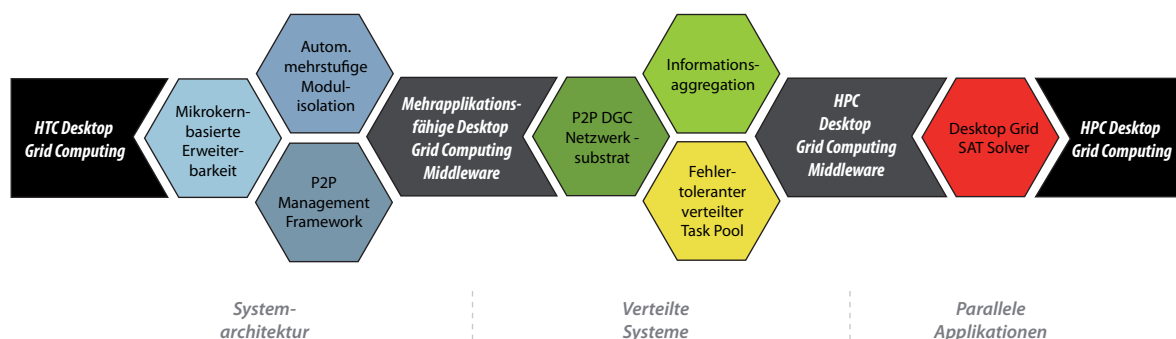 HTC Desktop
Grid Computing
Mikrokern-
basierte
Erweiter-
barkeit
Autom.
mehrstufige
Modul-
isolation
P2P
Management
Framework
Mehrapplikations-
fähige Desktop
Grid Computing
Middleware
P2P DGC
Netzwerk -
substrat
Informations-
aggregation
Fehler-
toleranter
verteilter
Task Pool
HPC
Desktop
Grid Computing
Middleware
Desktop Grid
SAT Solver
HPC Desktop
Grid Computing
System-
architektur
Verteilte
Systeme
Parallele
Applikationen